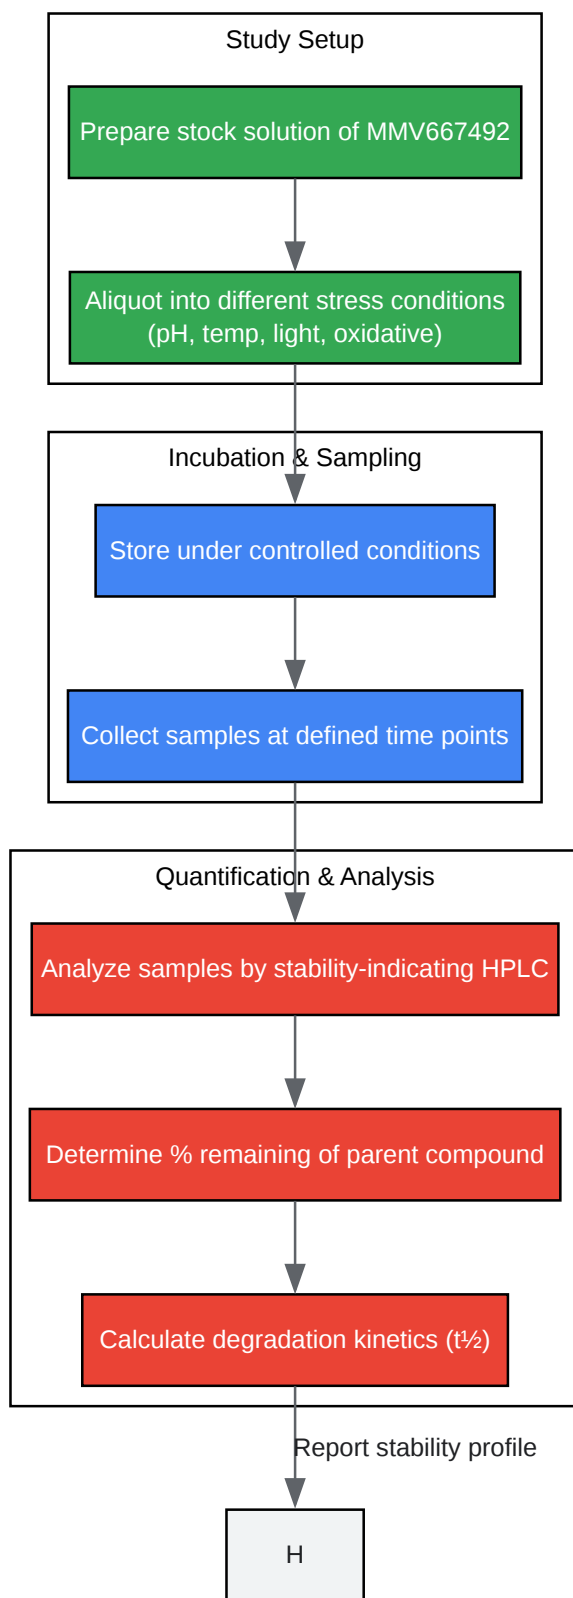 Study Setup
Prepare stock solution of MMV667492
Aliquot into different stress conditions
(pH, temp, light, oxidative)
Incubation & Sampling
Store under controlled conditions
Collect samples at defined time points
Quantification & Analysis
Analyze samples by stability-indicating HPLC
Determine % remaining of parent compound
Calculate degradation kinetics (t½)
Report stability profile
H